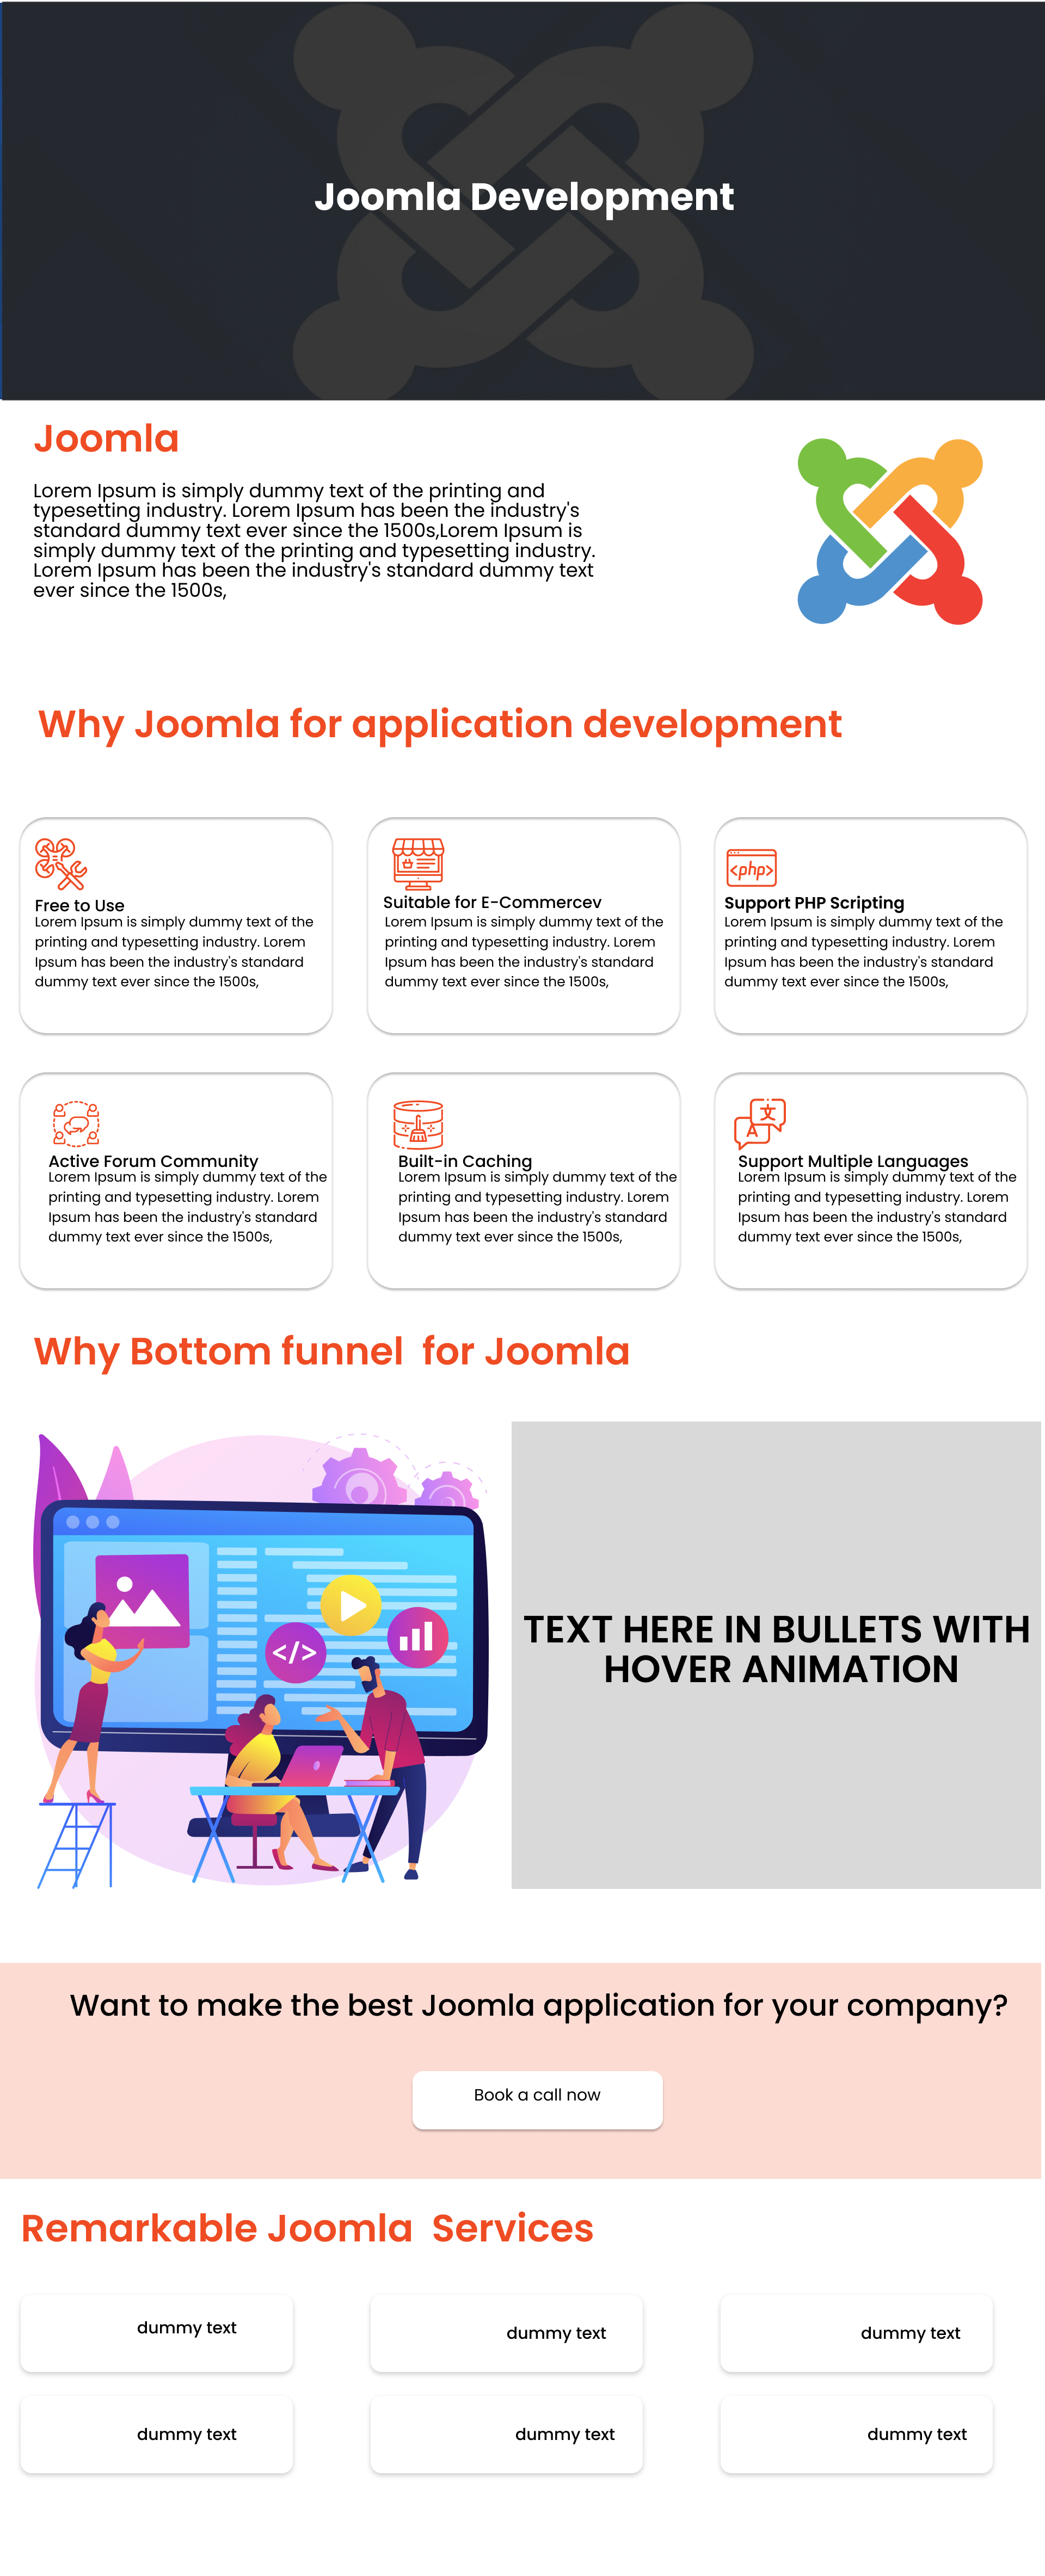 Joomla Development
Joomla
Lorem Ipsum is simply dummy text of the printing and
typesetting industry. Lorem Ipsum has been the industry's
standard dummy text ever since the 1500s,Lorem Ipsum is
simply dummy text of the printing and typesetting industry.
Lorem Ipsum has been the industry's standard dummy text
ever since the 1500s,
Why Joomla for application development
Free to Use
Lorem Ipsum is simply dummy text of the
printing and typesetting industry. Lorem
Ipsum has been the industry's standard
dummy text ever since the 1500s,
Suitable for E-Commercev
Lorem Ipsum is simply dummy text of the
printing and typesetting industry. Lorem
Ipsum has been the industry's standard
dummy text ever since the 1500s,
<php>
Support PHP Scripting
Lorem Ipsum is simply dummy text of the
printing and typesetting industry. Lorem
Ipsum has been the industry's standard
dummy text ever since the 1500s,
Active Forum Community
Lorem Ipsum is simply dummy text of the
printing and typesetting industry. Lorem
Ipsum has been the industry's standard
dummy text ever since the 1500s,
Built-in Caching
Lorem Ipsum is simply dummy text of the
printing and typesetting industry. Lorem
Ipsum has been the industry's standard
dummy text ever since the 1500s,
文
A
Support Multiple Languages
Lorem Ipsum is simply dummy text of the
printing and typesetting industry. Lorem
Ipsum has been the industry's standard
dummy text ever since the 1500s,
Why Bottom funnel  for Joomla
</>
TEXT HERE IN BULLETS WITH
HOVER ANIMATION
Want to make the best Joomla application for your company?
Book a call now
Remarkable Joomla  Services
dummy text
dummy text
dummy text
dummy text
dummy text
dummy text